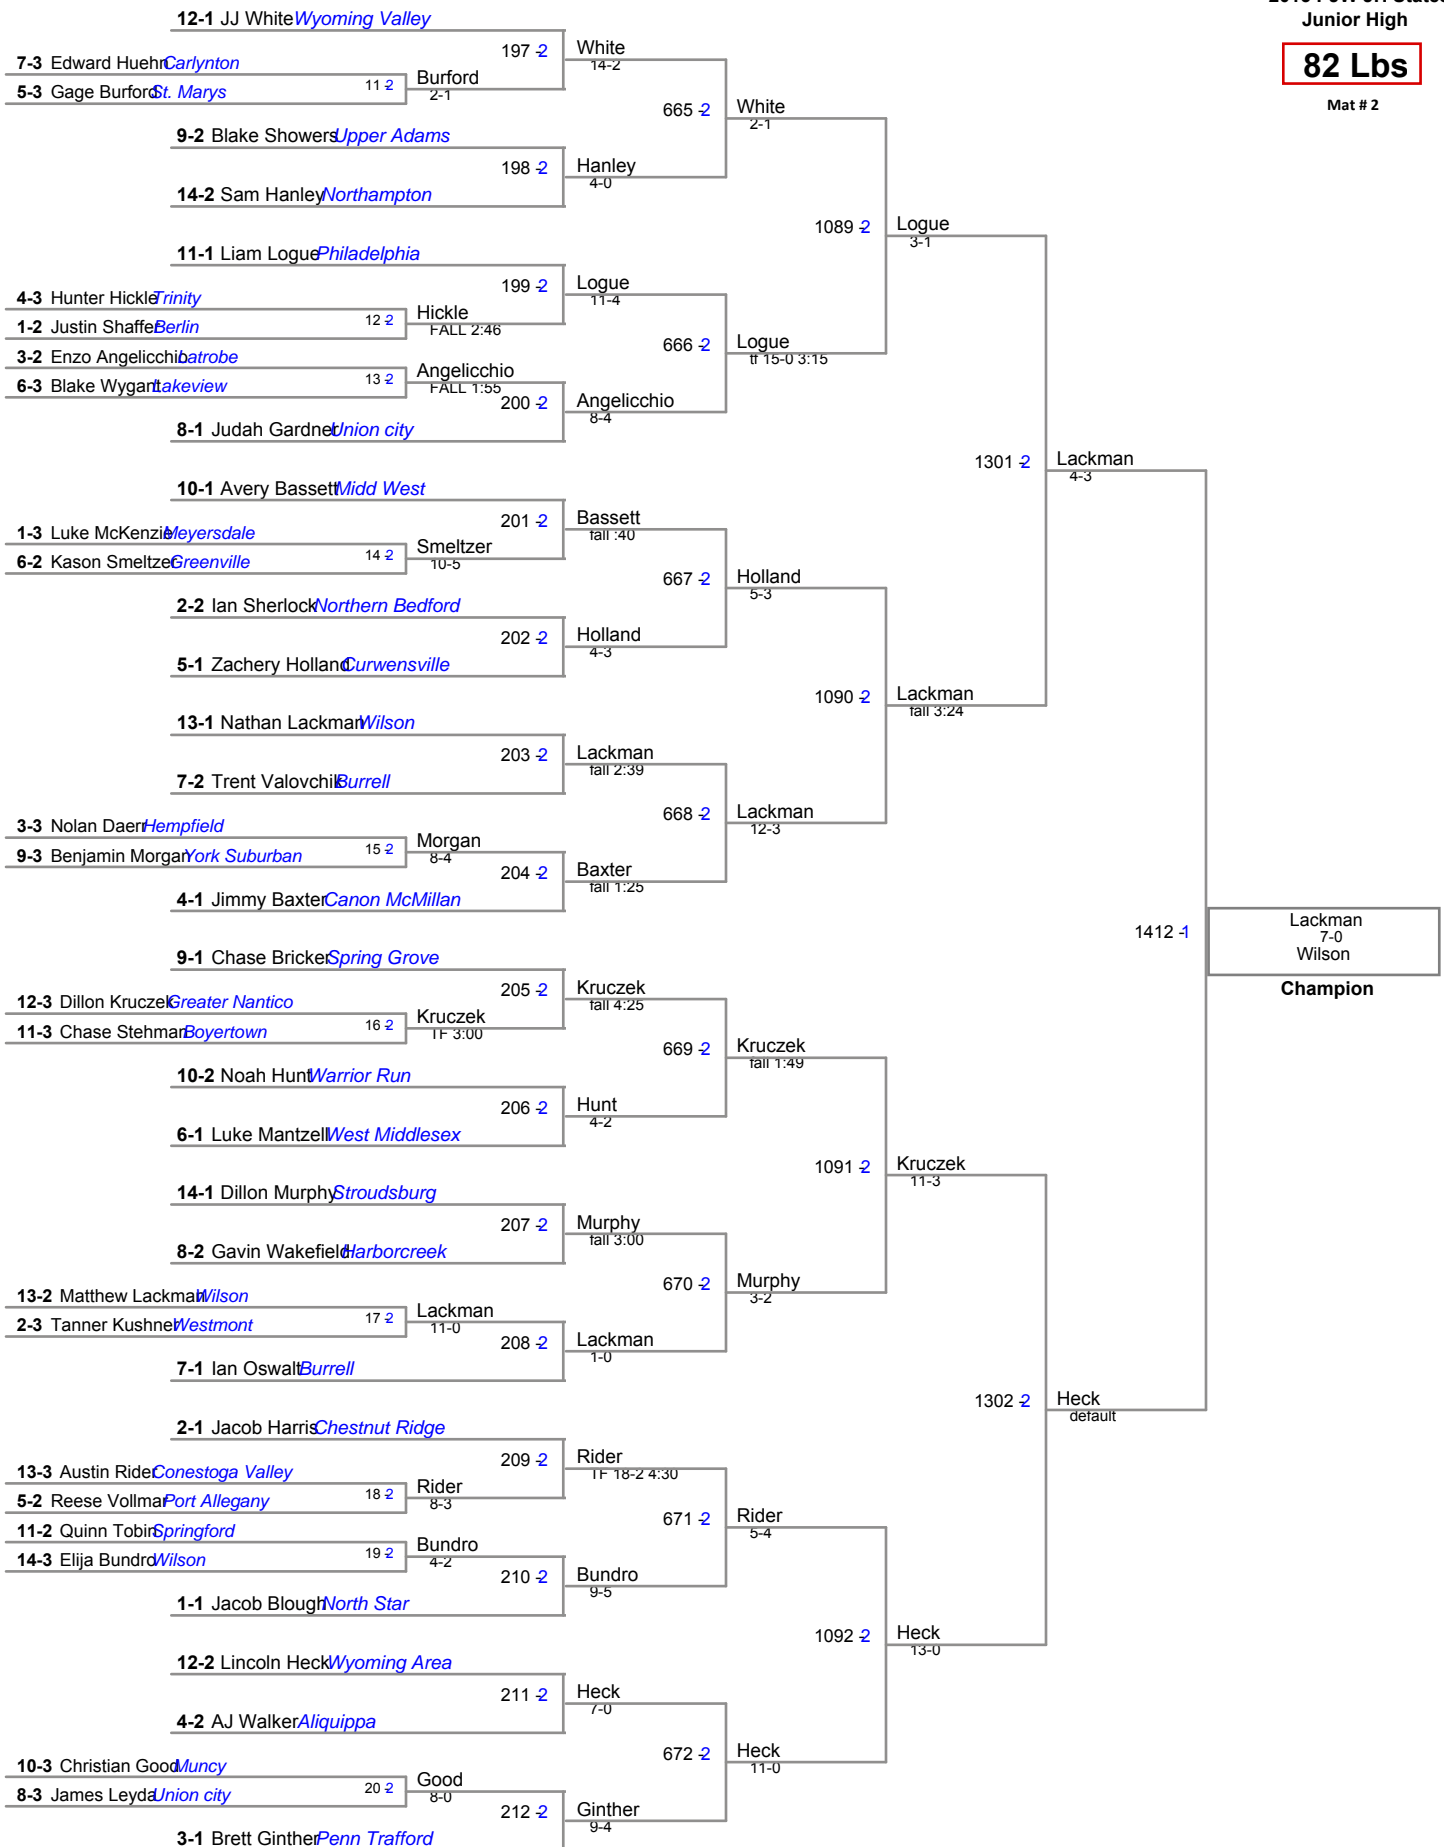 Junior High
82 Lbs
Mat # 2
12-1 JJ White Wyoming Valley
197 -2
White
14-2
7-3 Edward Huehn Carlynton
11 2
Burford
2-1
5-3 Gage Burford St. Marys
665 -2
White
2-1
9-2 Blake Showers Upper Adams
198 -2
Hanley
4-0
14-2 Sam Hanley Northampton
1089 -2
Logue
3-1
11-1 Liam Logue Philadelphia
199 -2
Logue
11-4
4-3 Hunter Hickle Trinity
12 2
Hickle
FALL 2:46
1-2 Justin Shaffer Berlin
666 -2
Logue
tf 15-0 3:15
3-2 Enzo Angelicchio Latrobe
13 2
Angelicchio
FALL 1:55
6-3 Blake Wygant Lakeview
200 -2
Angelicchio
8-4
8-1 Judah Gardner Union city
1301 -2
Lackman
4-3
10-1 Avery Bassett Midd West
201 -2
Bassett
fall :40
1-3 Luke McKenzie Meyersdale
14 2
Smeltzer
10-5
6-2 Kason Smeltzer Greenville
667 -2
Holland
5-3
2-2 Ian Sherlock Northern Bedford
202 -2
Holland
4-3
5-1 Zachery Holland Curwensville
1090 -2
Lackman
fall 3:24
13-1 Nathan Lackman Wilson
203 -2
Lackman
fall 2:39
7-2 Trent Valovchik Burrell
668 -2
Lackman
12-3
3-3 Nolan Daerr Hempfield
15 2
Morgan
8-4
9-3 Benjamin Morgan York Suburban
204 -2
Baxter
fall 1:25
4-1 Jimmy Baxter Canon McMillan
1412 -1
Lackman
7-0
Wilson
Champion
9-1 Chase Bricker Spring Grove
205 -2
Kruczek
fall 4:25
12-3 Dillon Kruczek Greater Nantico
16 2
Kruczek
TF 3:00
11-3 Chase Stehman Boyertown
669 -2
Kruczek
fall 1:49
10-2 Noah Hunt Warrior Run
206 -2
Hunt
4-2
6-1 Luke Mantzell West Middlesex
1091 -2
Kruczek
11-3
14-1 Dillon Murphy Stroudsburg
207 -2
Murphy
fall 3:00
8-2 Gavin Wakefield Harborcreek
670 -2
Murphy
3-2
13-2 Matthew Lackman Wilson
17 2
Lackman
11-0
2-3 Tanner Kushner Westmont
208 -2
Lackman
1-0
7-1 Ian Oswalt Burrell
1302 -2
Heck
default
2-1 Jacob Harris Chestnut Ridge
209 -2
Rider
TF 18-2 4:30
13-3 Austin Rider Conestoga Valley
18 2
Rider
8-3
5-2 Reese Vollmar Port Allegany
671 -2
Rider
5-4
11-2 Quinn Tobin Springford
19 2
Bundro
4-2
14-3 Elija Bundro Wilson
210 -2
Bundro
9-5
1-1 Jacob Blough North Star
1092 -2
Heck
13-0
12-2 Lincoln Heck Wyoming Area
211 -2
Heck
7-0
4-2 AJ Walker Aliquippa
672 -2
Heck
11-0
10-3 Christian Good Muncy
20 2
Good
8-0
8-3 James Leyda Union city
212 -2
Ginther
9-4
3-1 Brett Ginther Penn Trafford